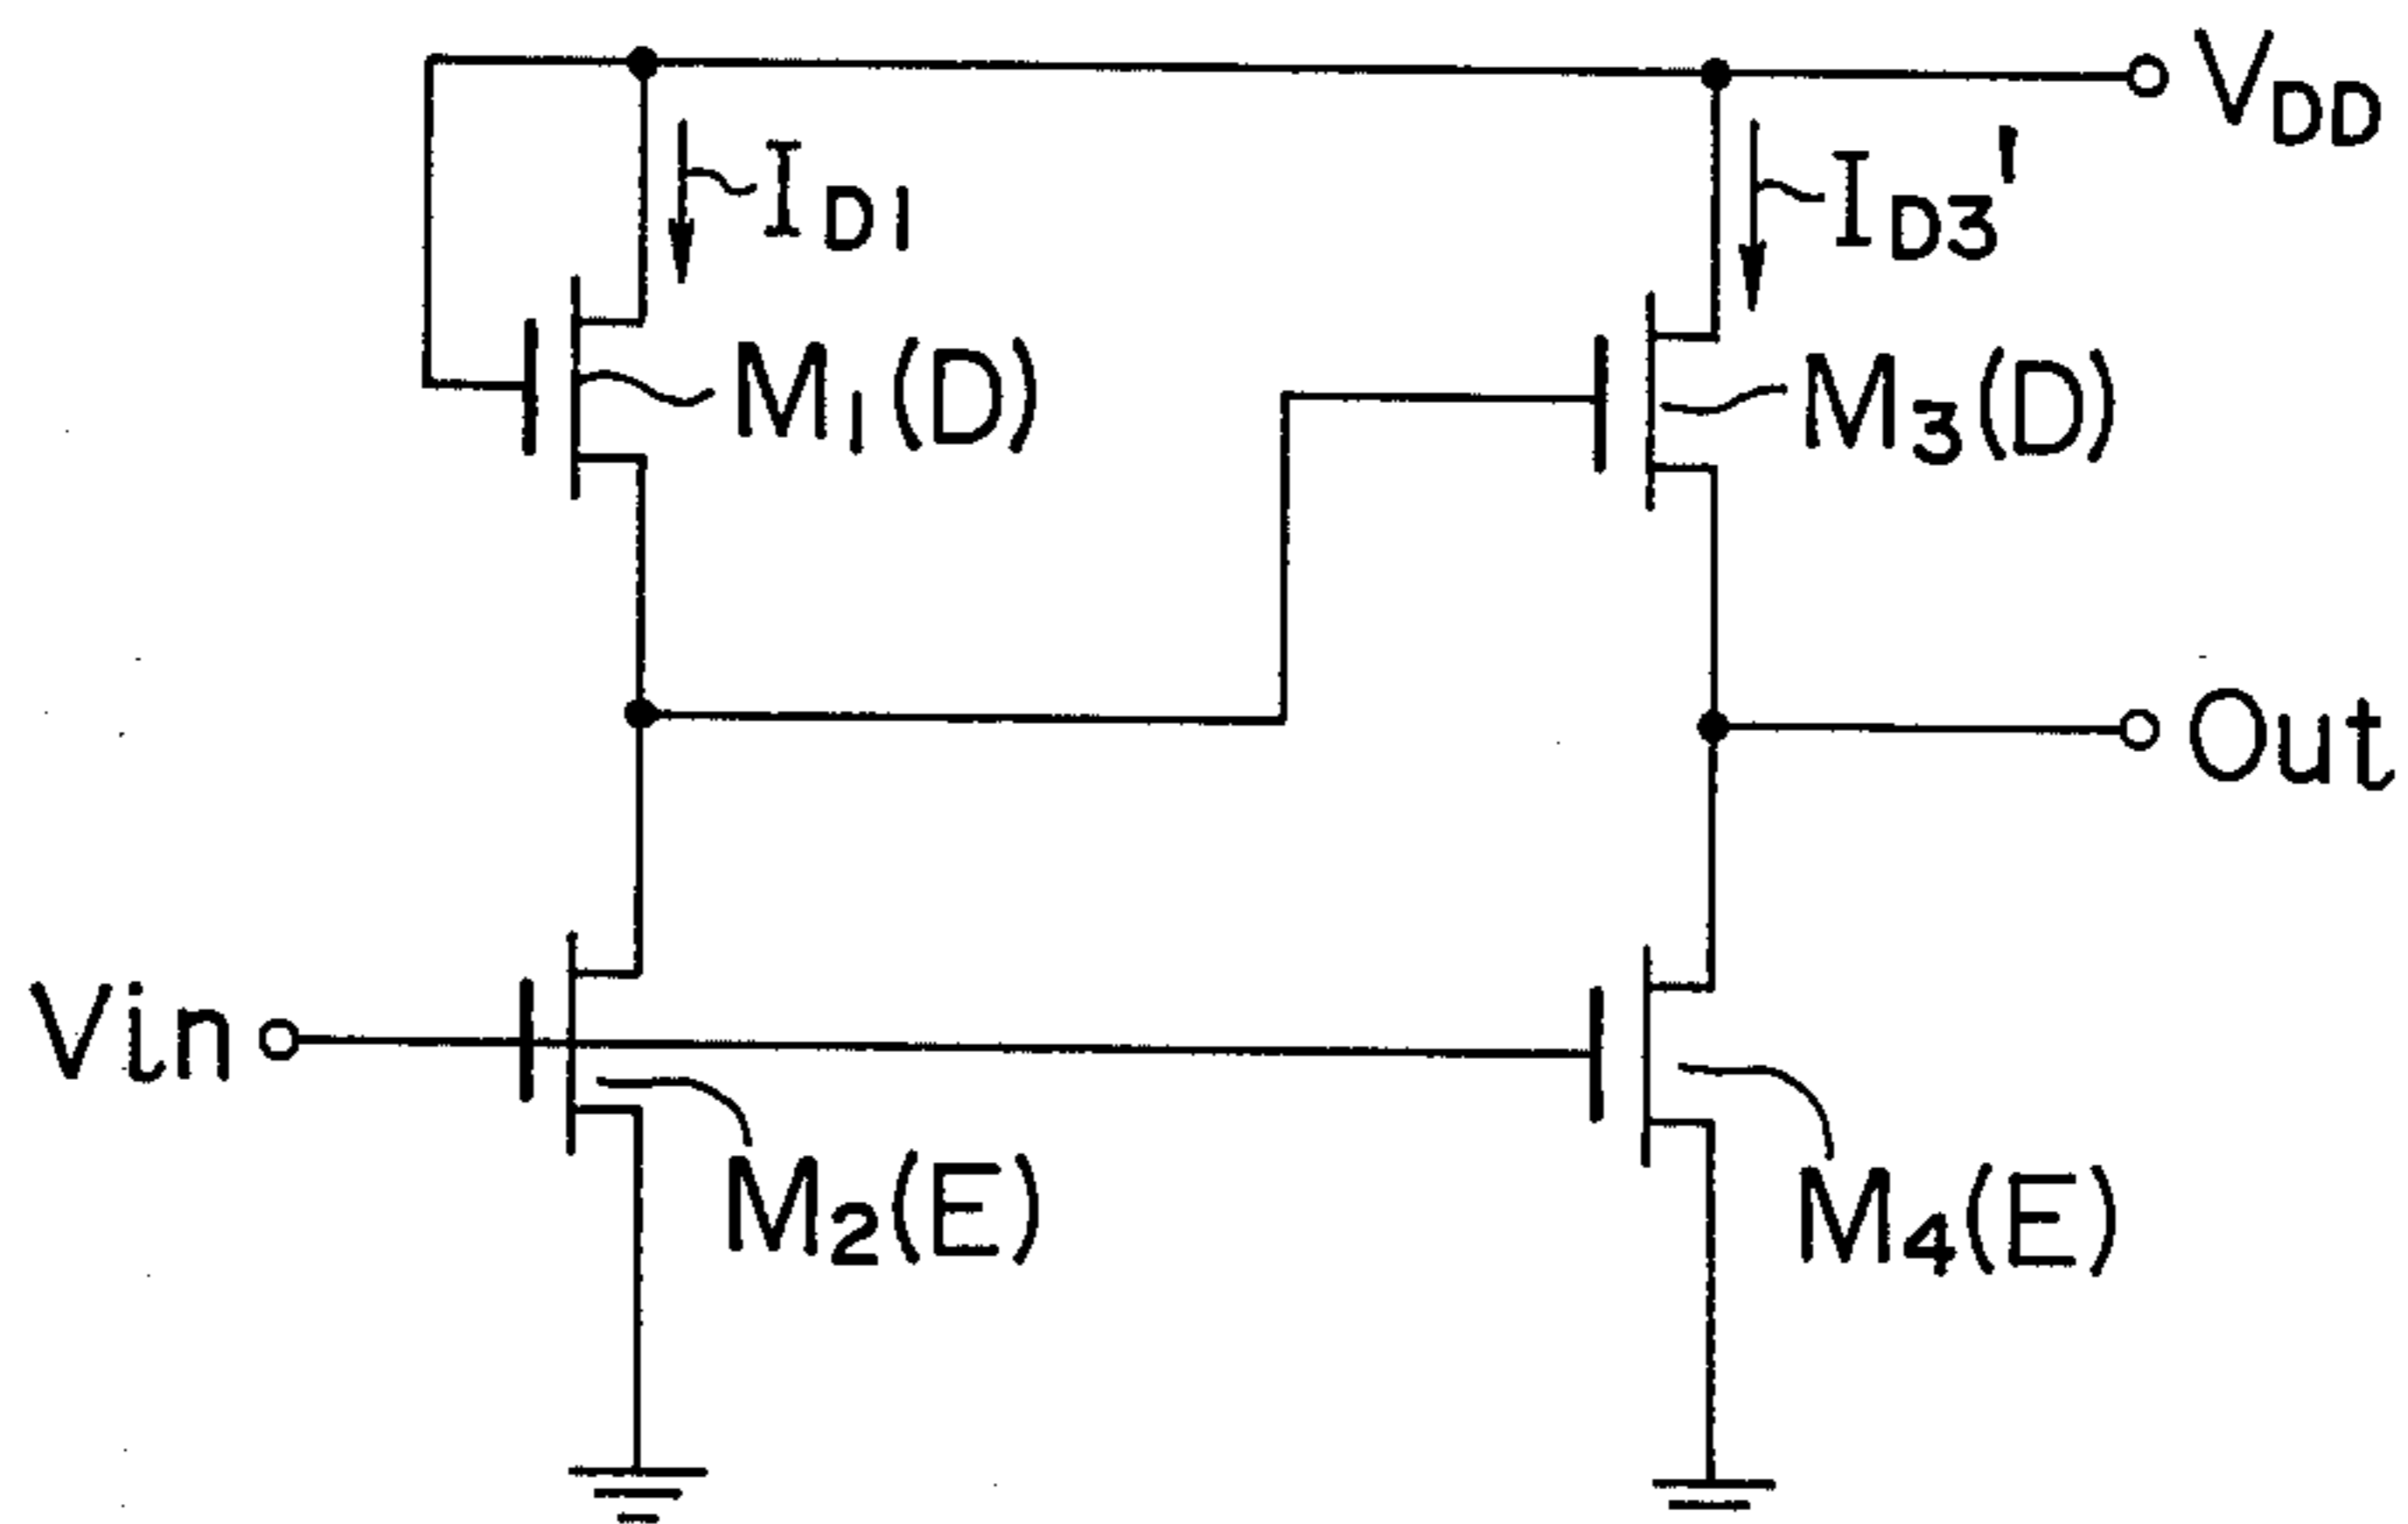 VDD
ID1
ID3'
M1(D)
M3(D)
Out
Vin
M2(E)
M4(E)